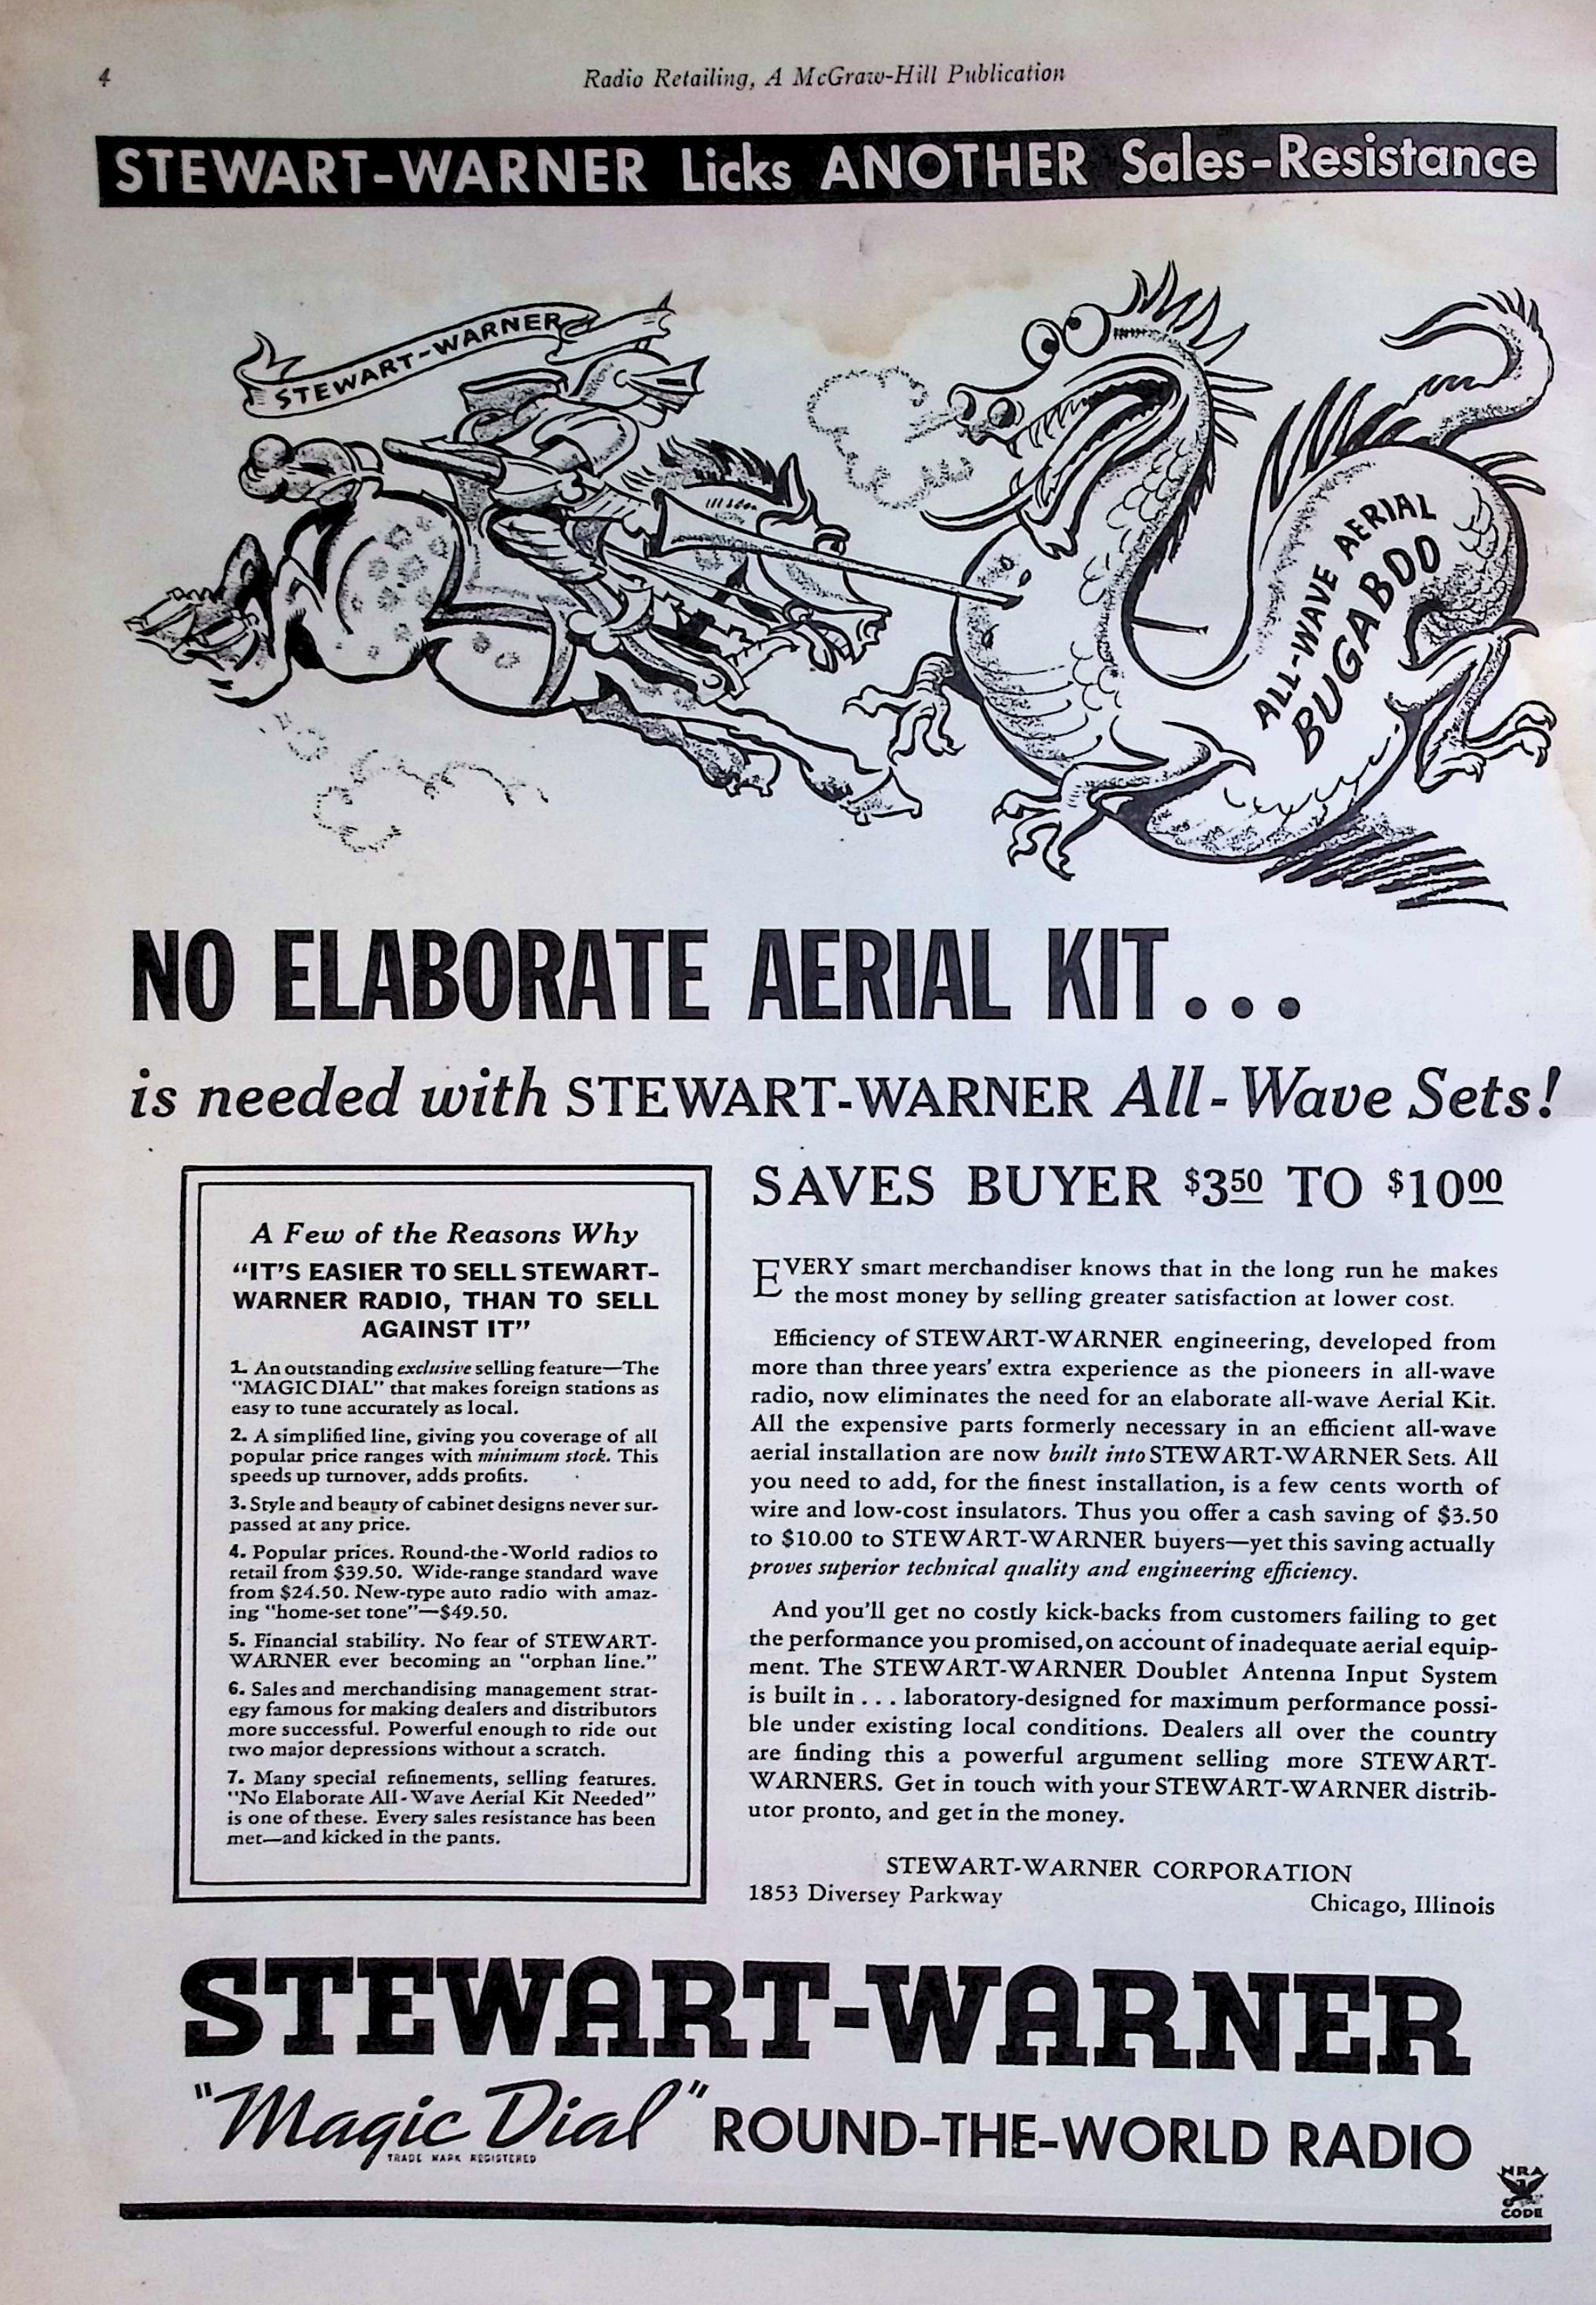 4
Radio Retailing, A McGraw-Hill Publication
STEWART-WARNER Licks ANOTHER Sales-Resistance
STEWART-WARNER
ALL-WAVE AERIAL
BUGABOO
NO ELABORATE AERIAL KIT...
is needed with STEWART-WARNER All-Wave Sets!
A Few of the Reasons Why
"IT'S EASIER TO SELL STEWART-
WARNER RADIO, THAN TO SELL
AGAINST IT"
1. An outstanding exclusive selling feature—The
"MAGIC DIAL" that makes foreign stations as
easy to tune accurately as local.
2. A simplified line, giving you coverage of all
popular price ranges with minimum stock. This
speeds up turnover, adds profits.
3. Style and beauty of cabinet designs never sur-
passed at any price.
4. Popular prices. Round-the-World radios to
retail from $39.50. Wide-range standard wave
from $24.50. New-type auto radio with amaz-
ing "home-set tone"—$49.50.
5. Financial stability. No fear of STEWART-
WARNER ever becoming an "orphan line."
6. Sales and merchandising management strat-
egy famous for making dealers and distributors
more successful. Powerful enough to ride out
two major depressions without a scratch.
7. Many special refinements, selling features.
"No Elaborate All-Wave Aerial Kit Needed"
is one of these. Every sales resistance has been
met—and kicked in the pants.
SAVES BUYER $3.50 TO $10.00
EVERY smart merchandiser knows that in the long run he makes
the most money by selling greater satisfaction at lower cost.
Efficiency of STEWART-WARNER engineering, developed from
more than three years' extra experience as the pioneers in all-wave
radio, now eliminates the need for an elaborate all-wave Aerial Kit.
All the expensive parts formerly necessary in an efficient all-wave
aerial installation are now built into STEWART-WARNER Sets. All
you need to add, for the finest installation, is a few cents worth of
wire and low-cost insulators. Thus you offer a cash saving of $3.50
to $10.00 to STEWART-WARNER buyers—yet this saving actually
proves superior technical quality and engineering efficiency.
And you'll get no costly kick-backs from customers failing to get
the performance you promised, on account of inadequate aerial equip-
ment. The STEWART-WARNER Doublet Antenna Input System
is built in... laboratory-designed for maximum performance possi-
ble under existing local conditions. Dealers all over the country
are finding this a powerful argument selling more STEWART-
WARNERS. Get in touch with your STEWART-WARNER distrib-
utor pronto, and get in the money.
STEWART-WARNER CORPORATION
1853 Diversey Parkway Chicago, Illinois
STEWART-WARNER
"Magic Dial" ROUND-THE-WORLD RADIO
TRADE MARK REGISTERED
NRA
CODE